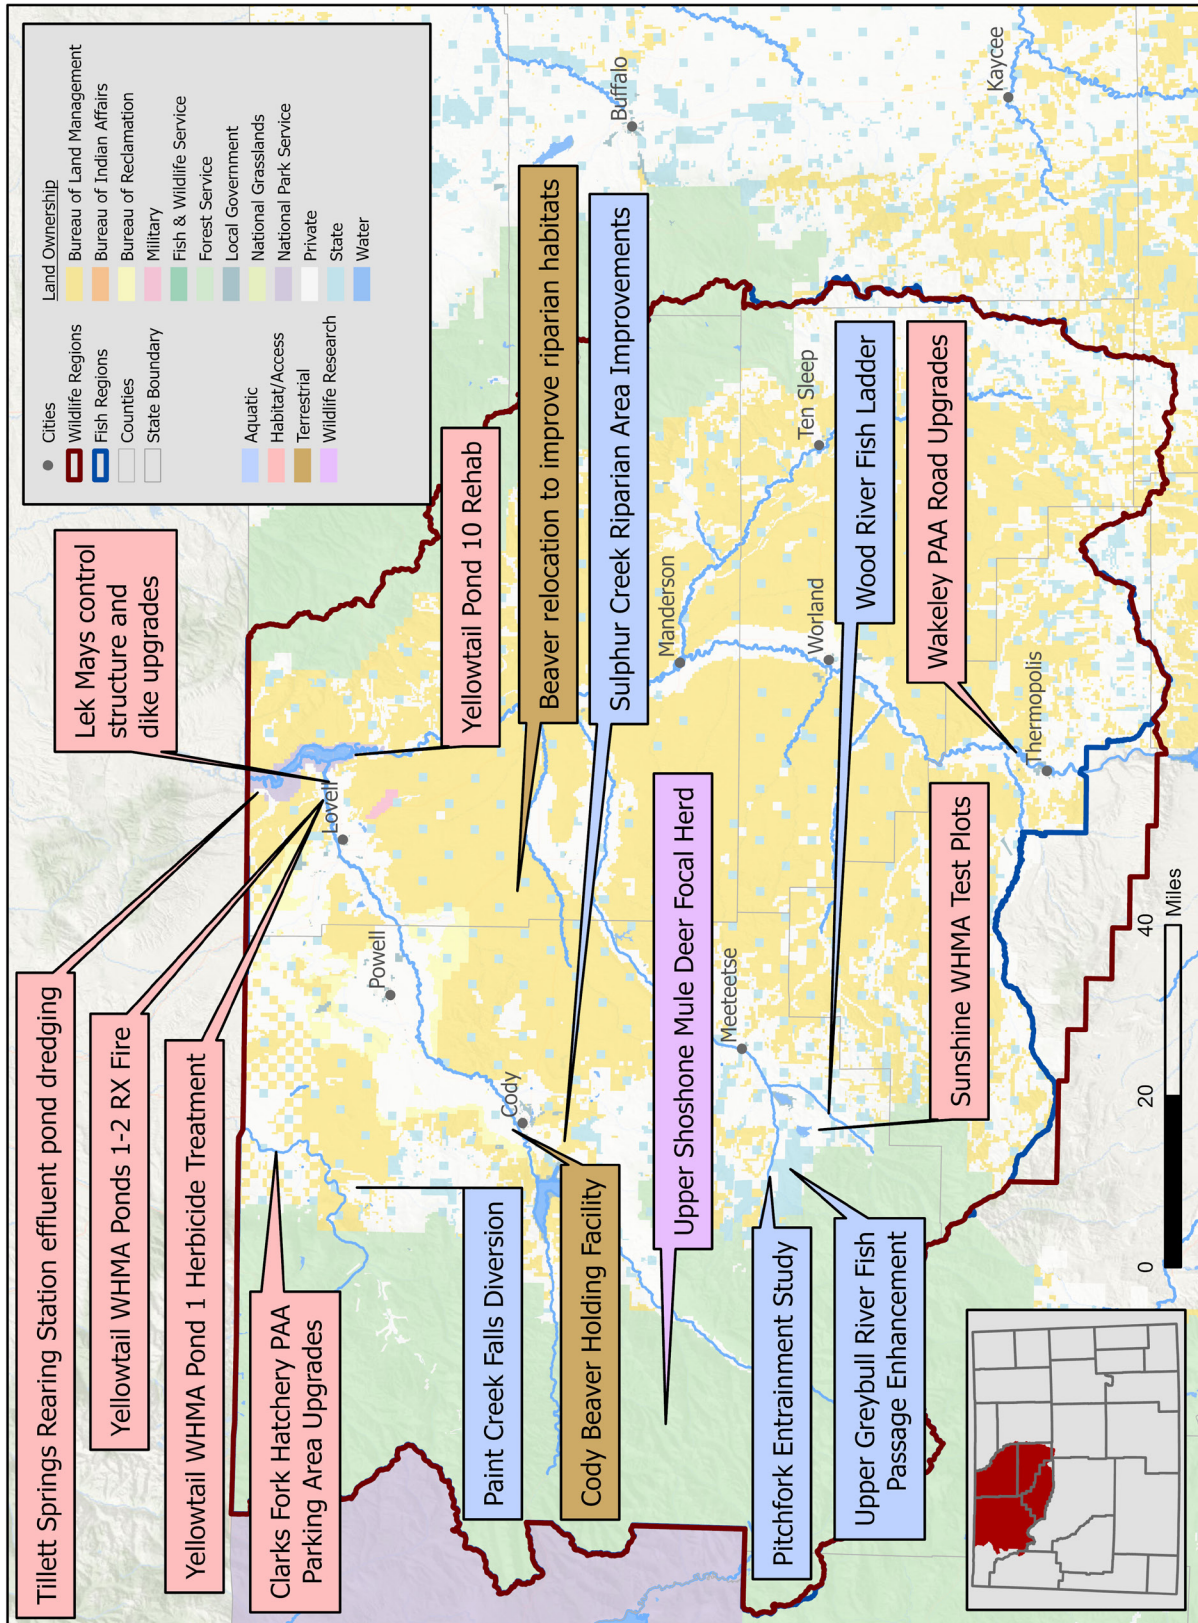 Tillett Springs Rearing Station effluent pond dredging
Yellowtail WHMA Ponds 1-2 RX Fire
Yellowtail WHMA Pond 1 Herbicide Treatment
Clarks Fork Hatchery PAA
Parking Area Upgrades
Lek Mays control
structure and
dike upgrades
Cities
Wildlife Regions
Fish Regions
Counties
State Boundary
Aquatic
Habitat/Access
Terrestrial
Wildlife Research
Land Ownership
Bureau of Land Management
Bureau of Indian Affairs
Bureau of Reclamation
Military
Fish & Wildlife Service
Forest Service
Local Government
National Grasslands
National Park Service
Private
State
Water
Lovell
Powell
Yellowtail Pond 10 Rehab
Paint Creek Falls Diversion
Cody
Beaver relocation to improve riparian habitats
Cody Beaver Holding Facility
Sulphur Creek Riparian Area Improvements
Buffalo
Upper Shoshone Mule Deer Focal Herd
Manderson
Meeteetse
Pitchfork Entrainment Study
Ten Sleep
Worland
Upper Greybull River Fish
Passage Enhancement
Wood River Fish Ladder
Wakeley PAA Road Upgrades
Sunshine WHMA Test Plots
Kaycee
Thermopolis
0
20
40
Miles